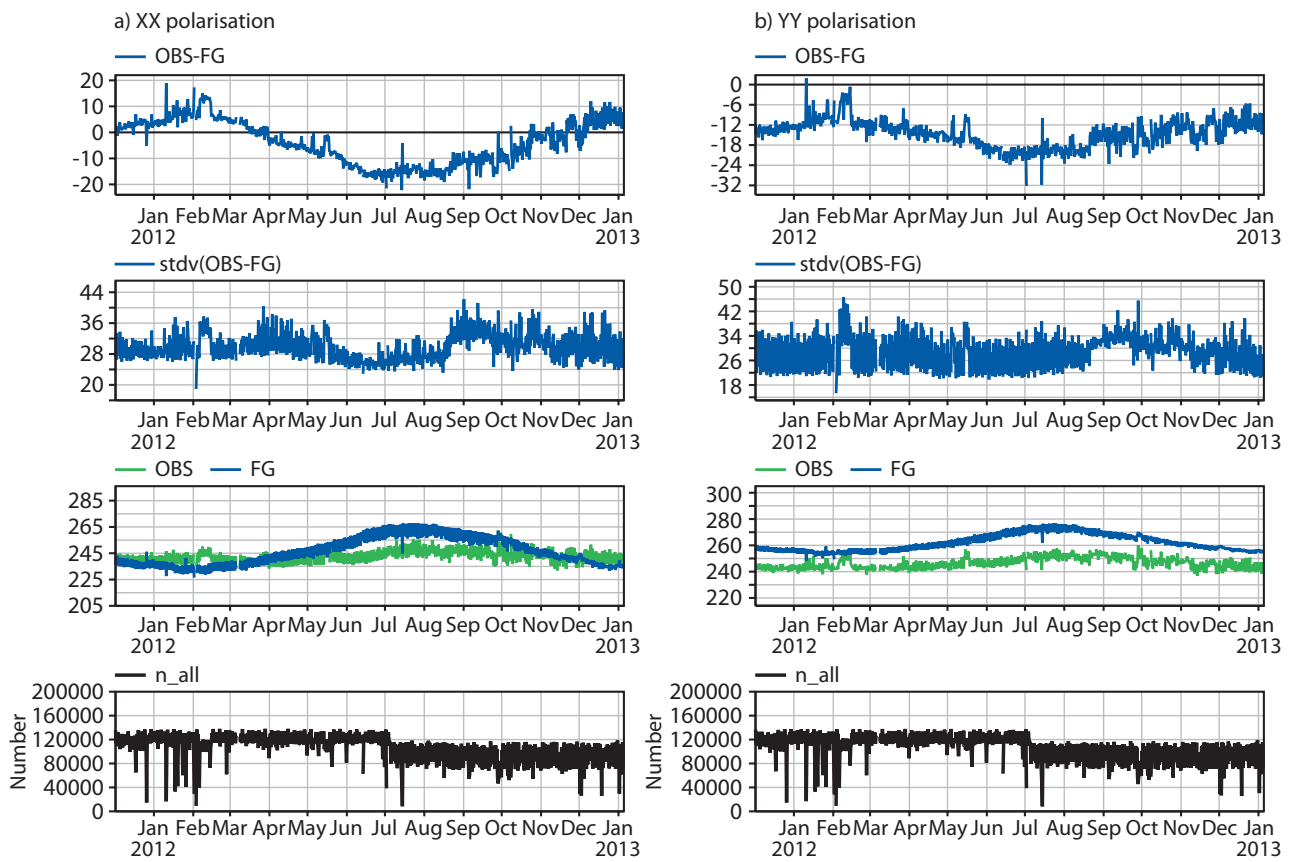 a) XX polarisation
OBS-FG
20
10
0
-10
-20
Jan Feb Mar Apr May Jun Jul Aug Sep Oct Nov Dec Jan
2012 2013
stdv(OBS-FG)
44
36
28
20
Jan Feb Mar Apr May Jun Jul Aug Sep Oct Nov Dec Jan
2012 2013
OBS FG
285
265
245
225
205
Jan Feb Mar Apr May Jun Jul Aug Sep Oct Nov Dec Jan
2012 2013
n_all
Number
200000
160000
120000
80000
40000
0
Jan Feb Mar Apr May Jun Jul Aug Sep Oct Nov Dec Jan
2012 2013
b) YY polarisation
OBS-FG
0
-6
-12
-18
-24
-32
Jan Feb Mar Apr May Jun Jul Aug Sep Oct Nov Dec Jan
2012 2013
stdv(OBS-FG)
50
42
34
26
18
Jan Feb Mar Apr May Jun Jul Aug Sep Oct Nov Dec Jan
2012 2013
OBS FG
300
280
260
240
220
Jan Feb Mar Apr May Jun Jul Aug Sep Oct Nov Dec Jan
2012 2013
n_all
Number
200000
160000
120000
80000
40000
0
Jan Feb Mar Apr May Jun Jul Aug Sep Oct Nov Dec Jan
2012 2013